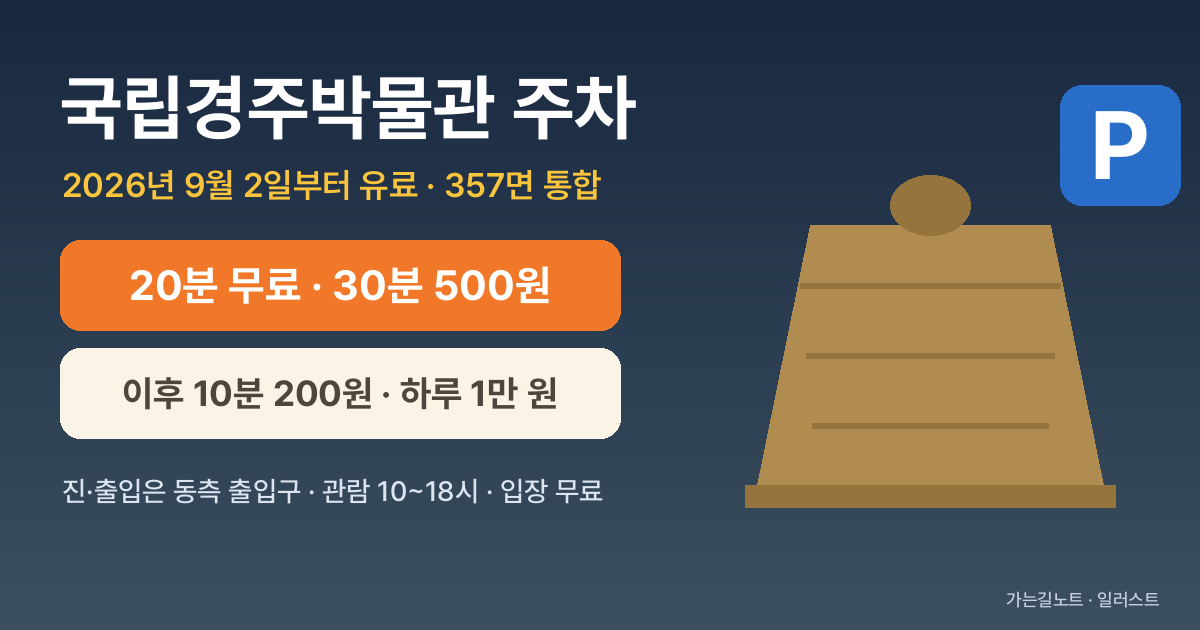 국립경주박물관 주차
2026년 9월 2일부터 유료 · 357면 통합
P
20분 무료 · 30분 500원
이후 10분 200원 · 하루 1만 원
진·출입은 동측 출입구 · 관람 10~18시 · 입장 무료
가는길노트 · 일러스트